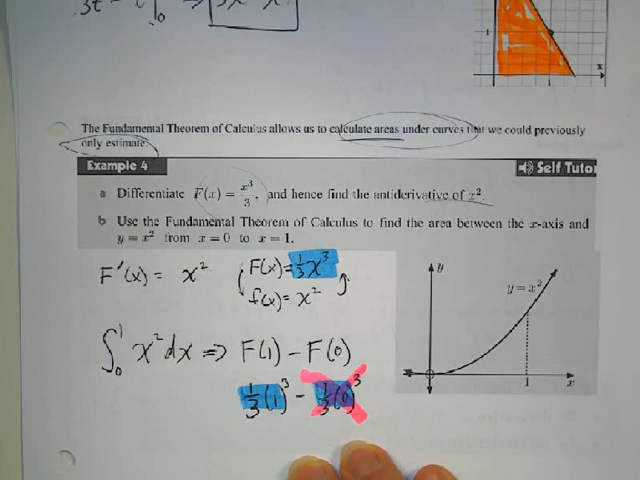 The Fundamental Theorem of Calculus allows us to calculate areas under curves that we could previously
only estimate.
Example 4
Self Tutor
a Differentiate F(x) = x³/3, and hence find the antiderivative of x².
b Use the Fundamental Theorem of Calculus to find the area between the x-axis and
y = x² from x = 0 to x = 1.
F'(x) = x²
F(x) = 1/3 x³
f(x) = x²
∫₀¹ x² dx ⇒ F(1) − F(0)
1/3 (1)³ − 1/3 (0)³
y
y = x²
1
x
1
x